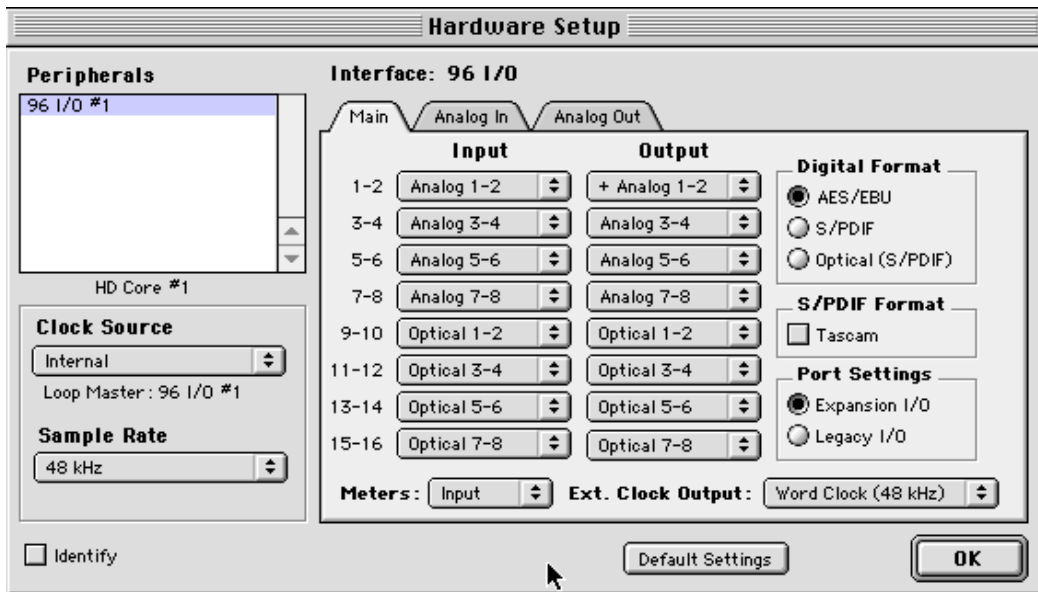 Hardware Setup
Peripherals
96 I/O #1
HD Core #1
Clock Source
Internal
Loop Master : 96 I/O #1
Sample Rate
48 kHz
Identify
Interface: 96 I/O
Main
Analog In
Analog Out
Input Output
1-2 Analog 1-2 + Analog 1-2
3-4 Analog 3-4 Analog 3-4
5-6 Analog 5-6 Analog 5-6
7-8 Analog 7-8 Analog 7-8
9-10 Optical 1-2 Optical 1-2
11-12 Optical 3-4 Optical 3-4
13-14 Optical 5-6 Optical 5-6
15-16 Optical 7-8 Optical 7-8
Digital Format
AES/EBU
S/PDIF
Optical (S/PDIF)
S/PDIF Format
Tascam
Port Settings
Expansion I/O
Legacy I/O
Meters: Input Ext. Clock Output: Word Clock (48 kHz)
Default Settings
OK